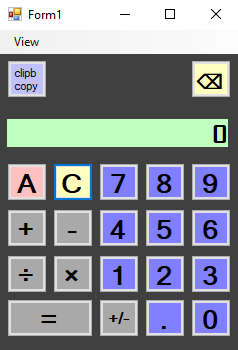 Form1
View
clipb
copy
0
A C 7 8 9
+ - 4 5 6
÷ × 1 2 3
= +/- . 0